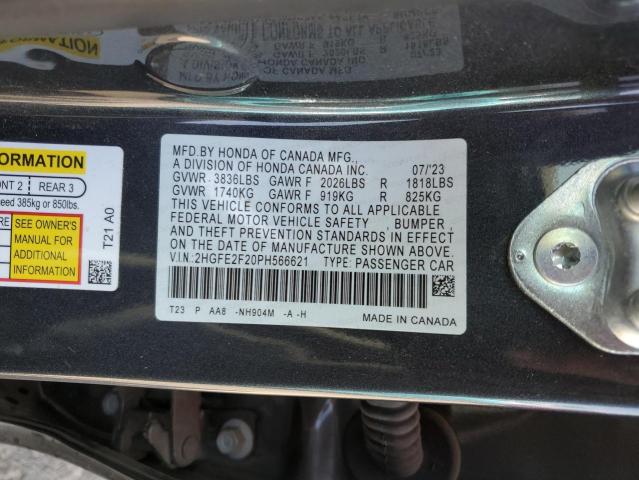 MFD.BY HONDA OF CANADA MFG.,
A DIVISION OF HONDA CANADA INC. 07/'23
GVWR 3836LBS GAWR F 2026LBS R 1818LBS
GVWR 1740KG GAWR F 919KG R 825KG
THIS VEHICLE CONFORMS TO ALL APPLICABLE
FEDERAL MOTOR VEHICLE SAFETY , BUMPER ,
AND THEFT PREVENTION STANDARDS IN EFFECT
ON THE DATE OF MANUFACTURE SHOWN ABOVE.
V.I.N.:2HGFE2F20PH566621 TYPE: PASSENGER CAR
T23 P AA8 -NH904M -A -H MADE IN CANADA
FORMATION
2 REAR 3
385kg or 850lbs.
SEE OWNER'S
MANUAL FOR
ADDITIONAL
INFORMATION
T21 A0